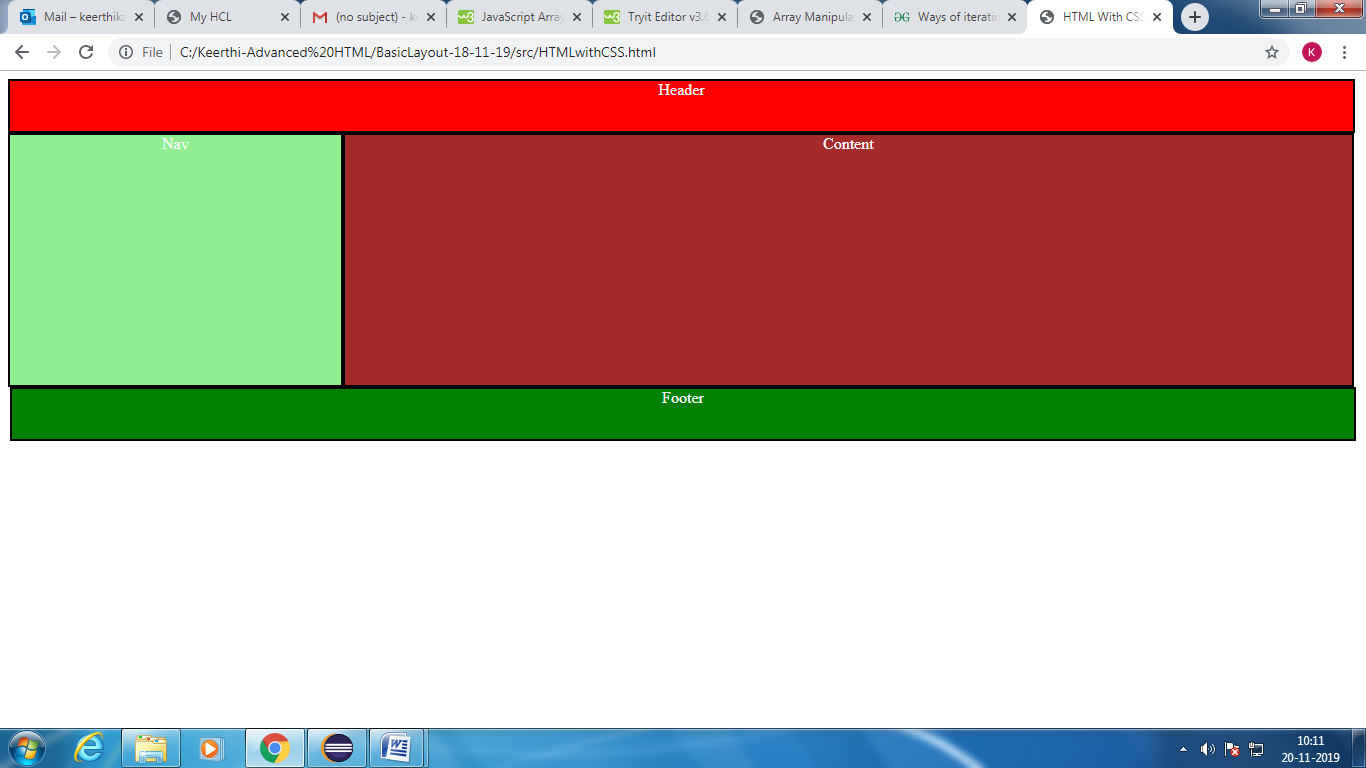 Mail – keerthika
My HCL
(no subject) - ke
JavaScript Array
Tryit Editor v3.6
Array Manipula
Ways of iteratin
HTML With CSS
File
C:/Keerthi-Advanced%20HTML/BasicLayout-18-11-19/src/HTMLwithCSS.html
K
Header
Nav
Content
Footer
10:11
20-11-2019